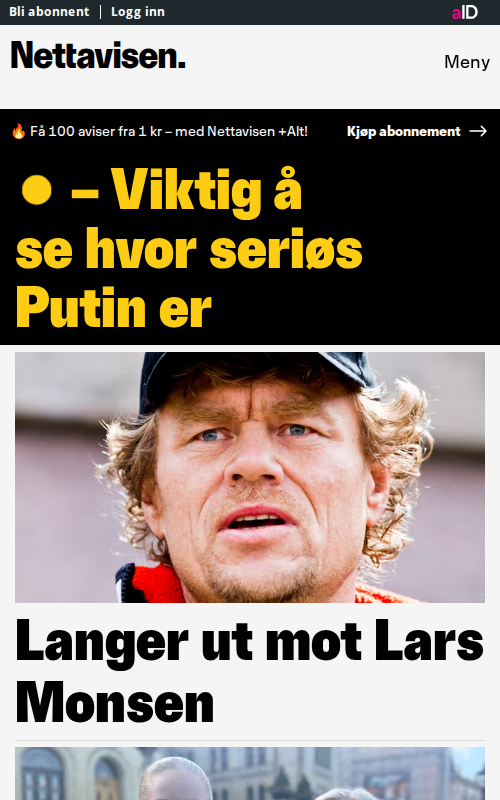 Bli abonnent | Logg inn
aID
Nettavisen.
Meny
🔥 Få 100 aviser fra 1 kr – med Nettavisen +Alt!
Kjøp abonnement →
– Viktig å
se hvor seriøs
Putin er
Langer ut mot Lars
Monsen